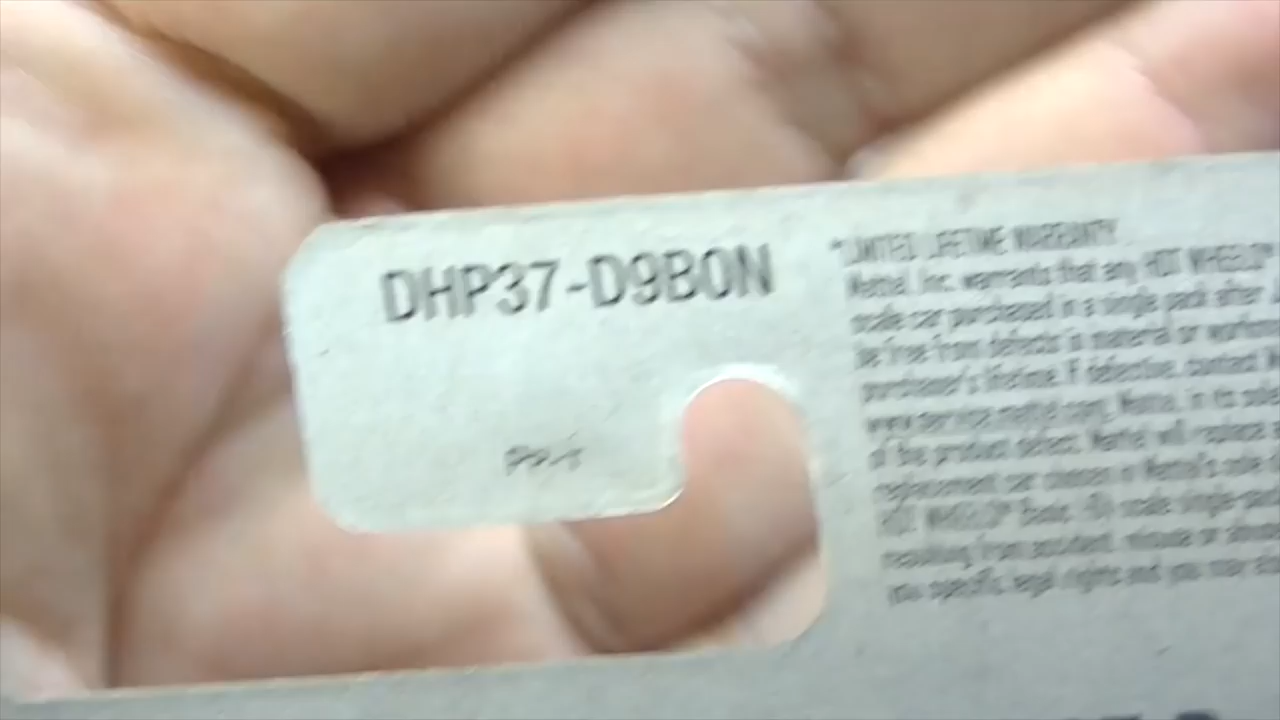 DHP37-D9B0N
*LIMITED LIFETIME WARRANTY
Mattel, Inc. warrants that any HOT WHEELS®
scale car purchased in a single pack after
be free from defects in material or
purchaser's lifetime. If defective, contact
www.service.mattel.com. Mattel, in its sole
of the product defect. Mattel will replace
replacement car chosen in Mattel's sole
HOT WHEELS® Basic, scale
resulting from accident, misuse or
you specific legal rights and you may